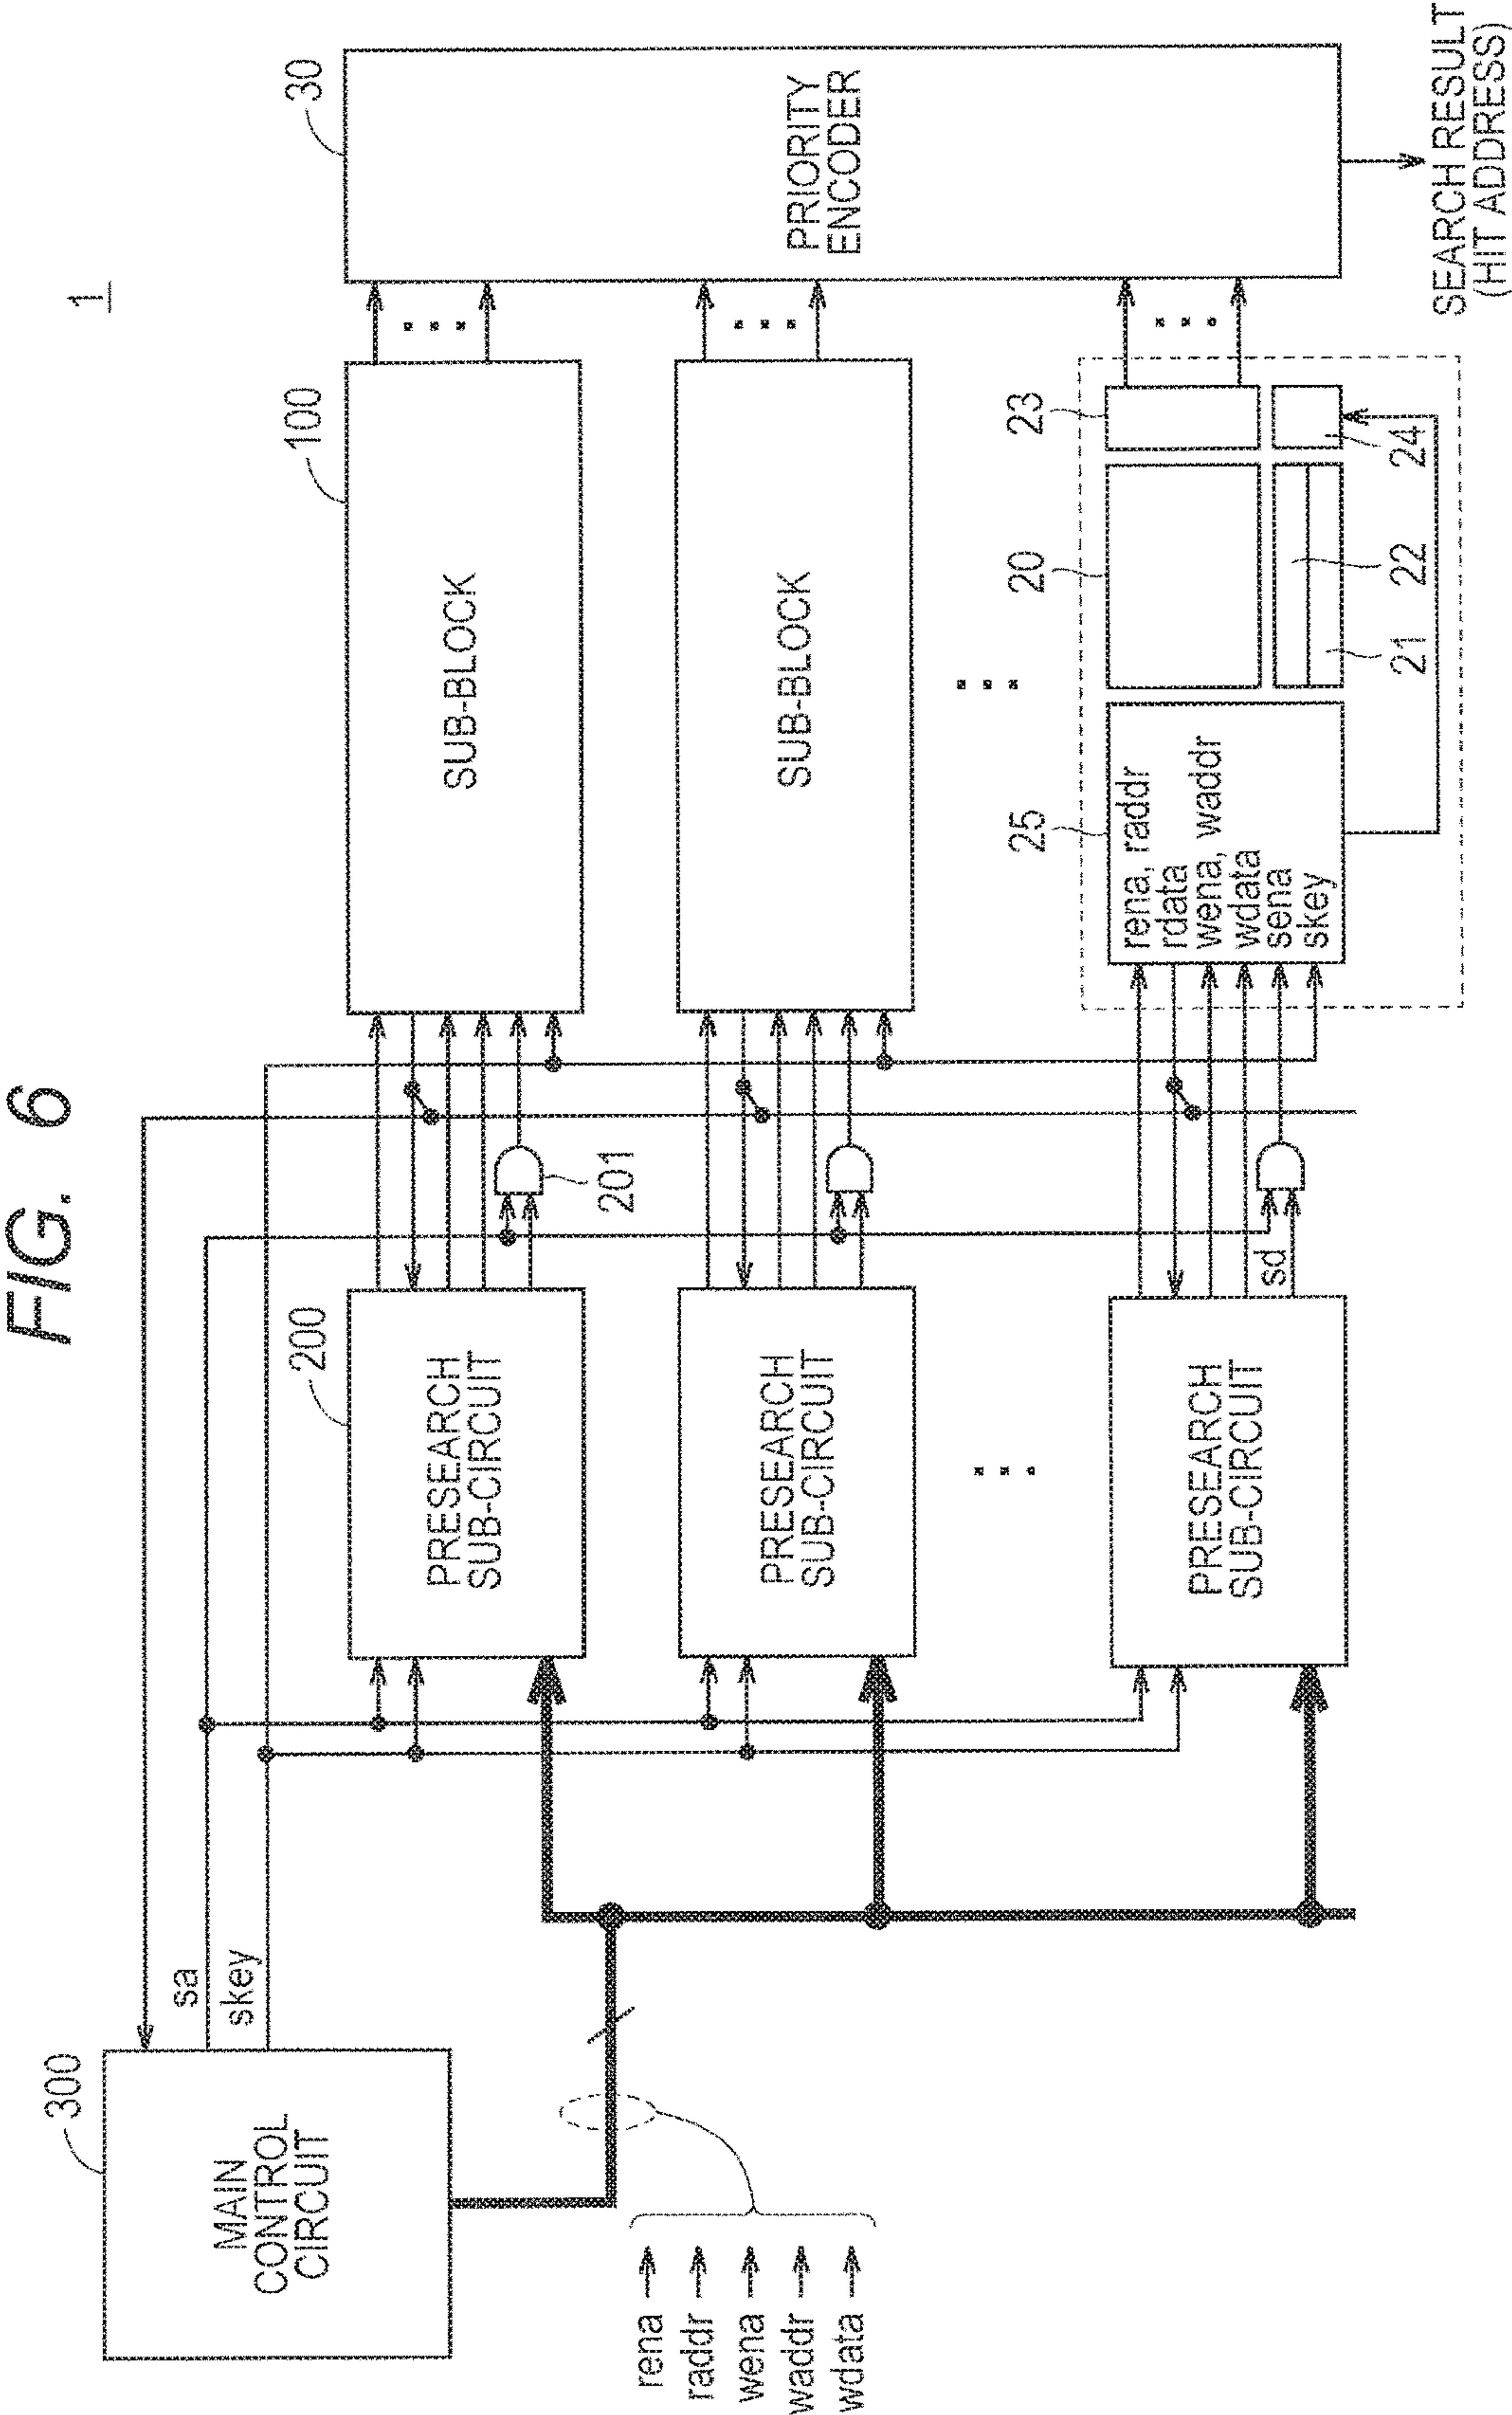 FIG. 6
1
300
MAIN
CONTROL
CIRCUIT
sa
skey
rena
raddr
wena
waddr
wdata
200
PRESEARCH
SUB-CIRCUIT
201
100
SUB-BLOCK
30
PRIORITY
ENCODER
PRESEARCH
SUB-CIRCUIT
SUB-BLOCK
PRESEARCH
SUB-CIRCUIT
sd
25
rena, raddr
rdata
wena, waddr
wdata
sena
skey
20
23
21
22
24
SEARCH RESULT
(HIT ADDRESS)